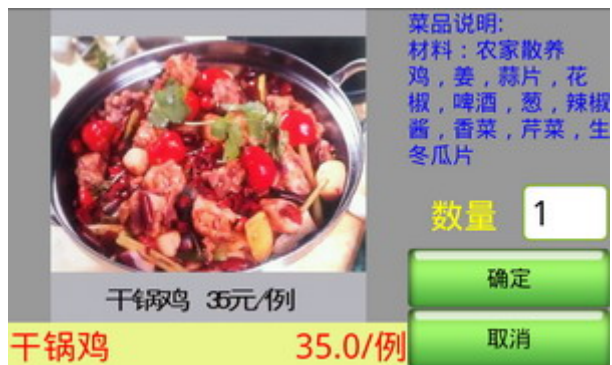 菜品说明:
材料：农家散养
鸡，姜，蒜片，花
椒，啤酒，葱，辣椒
酱，香菜，芹菜，生
冬瓜片
数量 1
干锅鸡 35元/例
确定
干锅鸡 35.0/例
取消